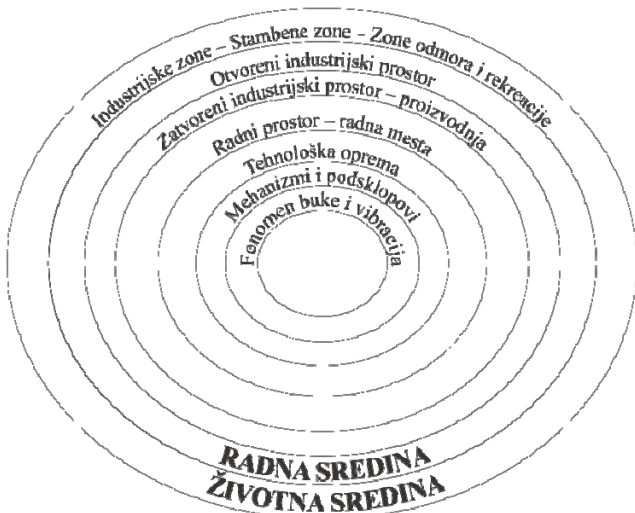 Industrijske zone – Stambene zone – Zone odmora i rekreacije
Otvoreni industrijski prostor
Zatvoreni industrijski prostor – proizvodnja
Radni prostor – radna mesta
Tehnološka oprema
Mehanizmi i podsklopovi
Fenomen buke i vibracija
RADNA SREDINA
ŽIVOTNA SREDINA